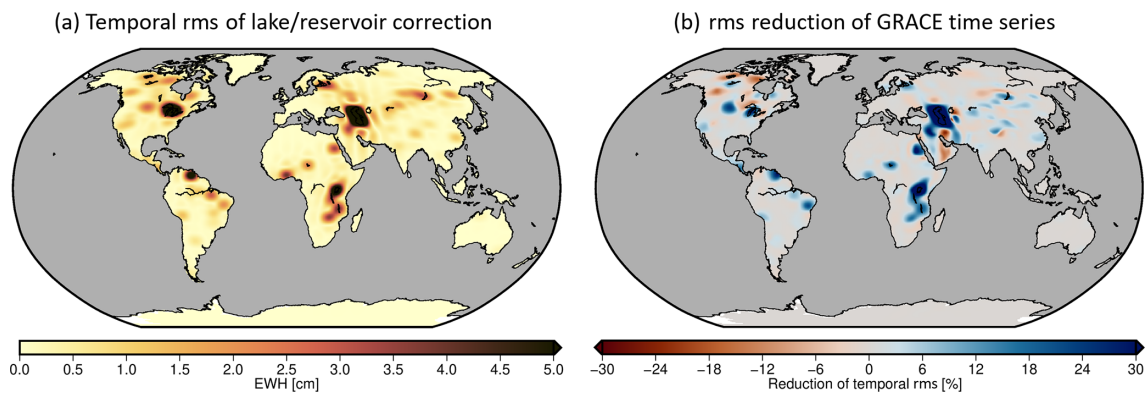 (a) Temporal rms of lake/reservoir correction
(b) rms reduction of GRACE time series
0.0 0.5 1.0 1.5 2.0 2.5 3.0 3.5 4.0 4.5 5.0
EWH [cm]
−30 −24 −18 −12 −6 0 6 12 18 24 30
Reduction of temporal rms [%]